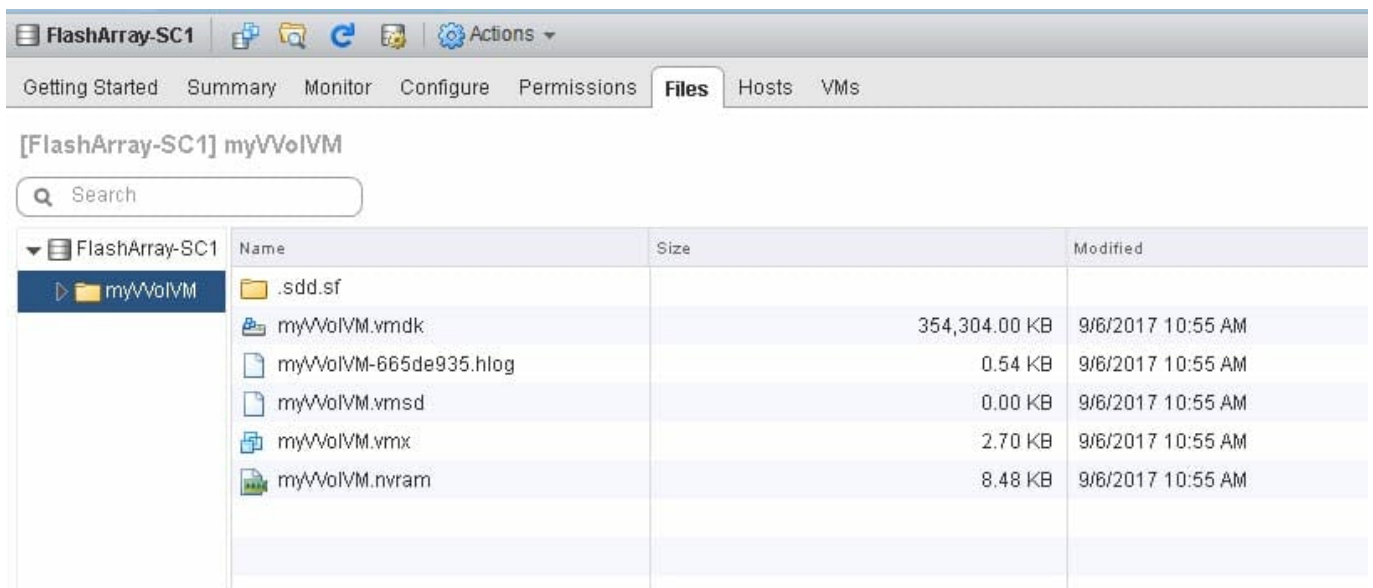 FlashArray-SC1 Actions
Getting Started Summary Monitor Configure Permissions Files Hosts VMs
[FlashArray-SC1] myVVolVM
Search
FlashArray-SC1 Name Size Modified
myVVolVM .sdd.sf
myVVolVM.vmdk 354,304.00 KB 9/6/2017 10:55 AM
myVVolVM-665de935.hlog 0.54 KB 9/6/2017 10:55 AM
myVVolVM.vmsd 0.00 KB 9/6/2017 10:55 AM
myVVolVM.vmx 2.70 KB 9/6/2017 10:55 AM
myVVolVM.nvram 8.48 KB 9/6/2017 10:55 AM